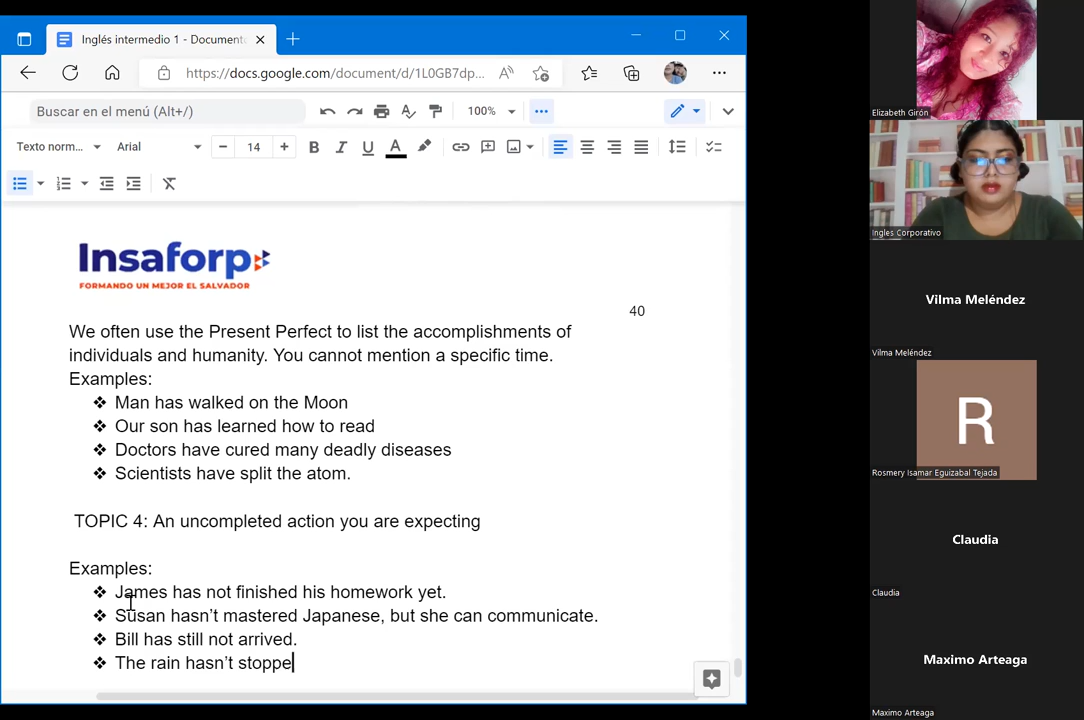 Inglés intermedio 1 - Document
https://docs.google.com/document/d/1L0GB7dp...
Buscar en el menú (Alt+/)
100%
Texto norm...
Arial
14
B I U A
Insaforp
FORMANDO UN MEJOR EL SALVADOR
40
We often use the Present Perfect to list the accomplishments of
individuals and humanity. You cannot mention a specific time.
Examples:
❖ Man has walked on the Moon
❖ Our son has learned how to read
❖ Doctors have cured many deadly diseases
❖ Scientists have split the atom.
TOPIC 4: An uncompleted action you are expecting
Examples:
❖ James has not finished his homework yet.
❖ Susan hasn’t mastered Japanese, but she can communicate.
❖ Bill has still not arrived.
❖ The rain hasn’t stoppe
Elizabeth Girón
Ingles Corporativo
Vilma Meléndez
Vilma Meléndez
R
Rosmery Isamar Eguizabal Tejada
Claudia
Claudia
Maximo Arteaga
Maximo Arteaga